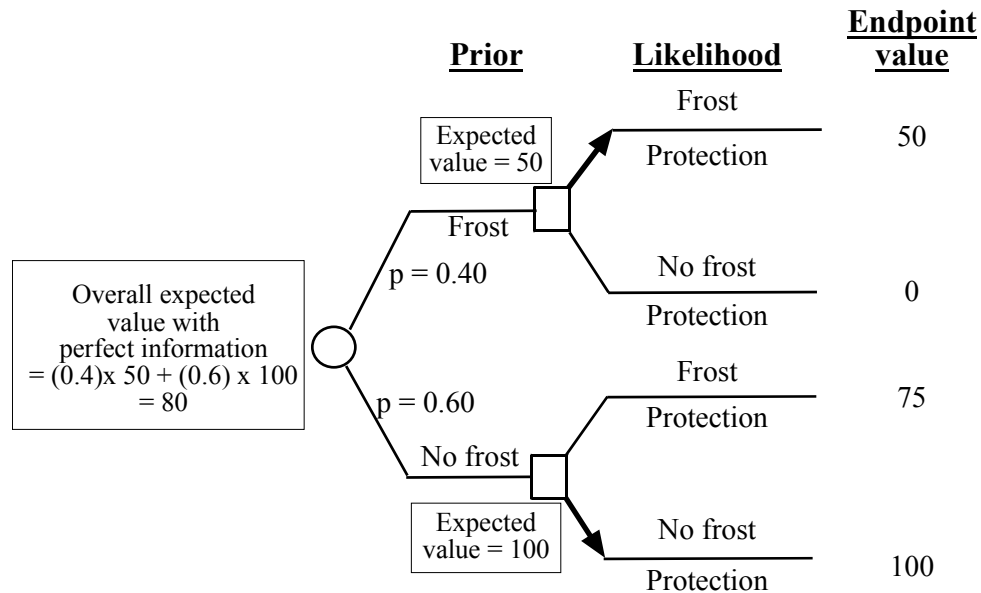 Endpoint
value
Prior
Likelihood
Frost
Protection
50
Expected
value = 50
Frost
p = 0.40
No frost
Protection
0
Overall expected
value with
perfect information
= (0.4)x 50 + (0.6) x 100
= 80
Frost
Protection
75
p = 0.60
No frost
Expected
value = 100
No frost
Protection
100